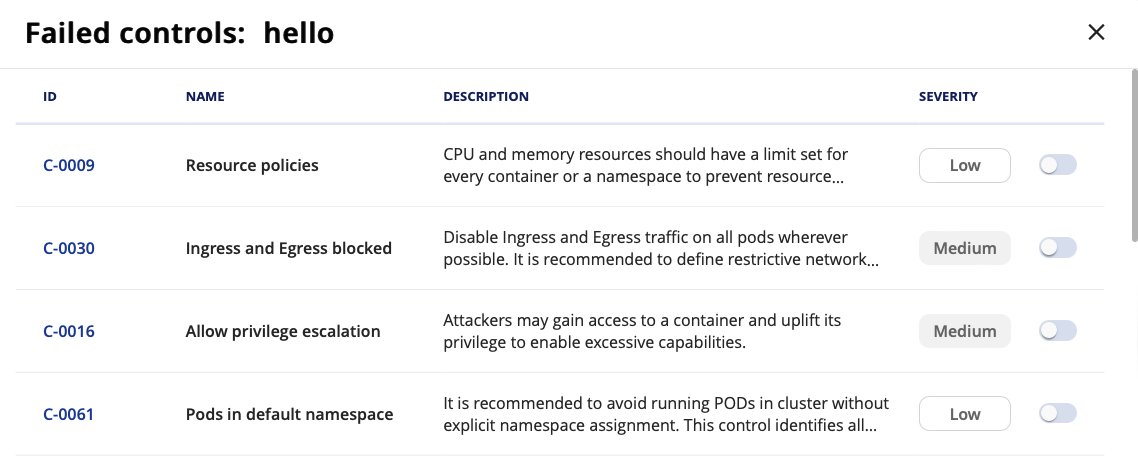 Failed controls: hello
ID NAME DESCRIPTION SEVERITY
C-0009 Resource policies CPU and memory resources should have a limit set for every container or a namespace to prevent resource... Low
C-0030 Ingress and Egress blocked Disable Ingress and Egress traffic on all pods wherever possible. It is recommended to define restrictive network... Medium
C-0016 Allow privilege escalation Attackers may gain access to a container and uplift its privilege to enable excessive capabilities. Medium
C-0061 Pods in default namespace It is recommended to avoid running PODs in cluster without explicit namespace assignment. This control identifies all... Low